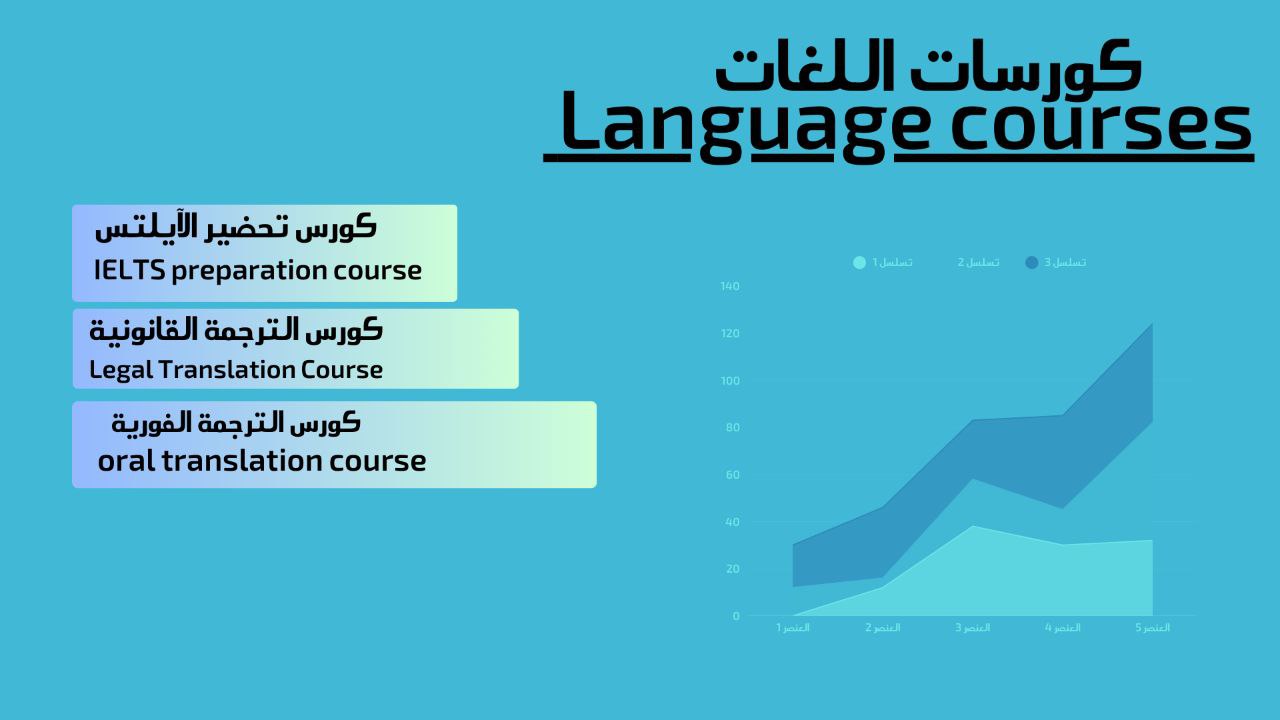 كورسات اللغات
Language courses
كورس تحضير الآيلتس
IELTS preparation course
كورس الترجمة القانونية
Legal Translation Course
كورس الترجمة الفورية
oral translation course
تسلسل 1 تسلسل 2 تسلسل 3
140
120
100
80
60
40
20
0
العنصر 1 العنصر 2 العنصر 3 العنصر 4 العنصر 5